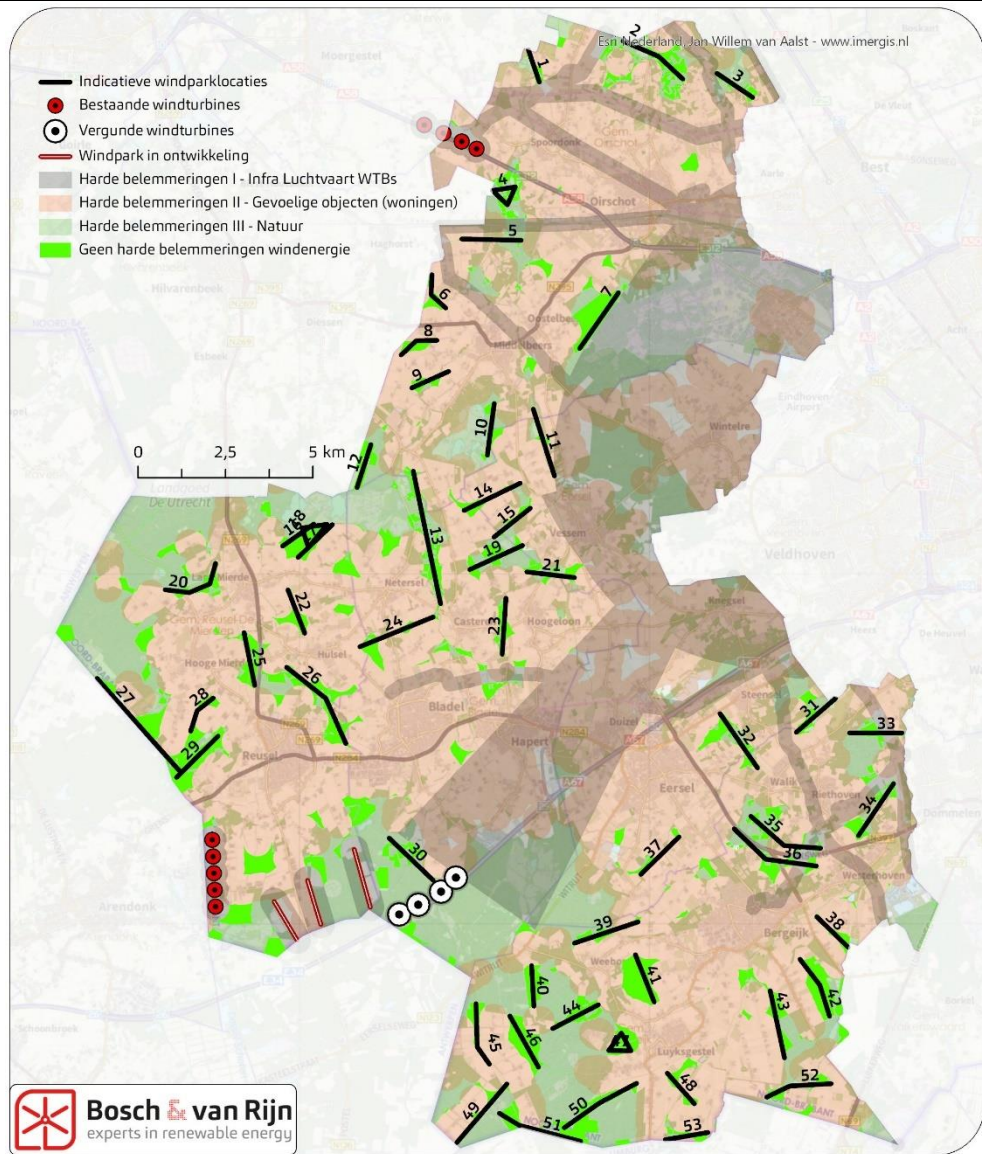 Moergestel
Esri Nederland, Jan Willem van Aalst - www.imergis.nl
Indicatieve windparklocaties
Bestaande windturbines
Vergunde windturbines
Windpark in ontwikkeling
Harde belemmeringen I - Infra Luchtvaart WTBs
Harde belemmeringen II - Gevoelige objecten (woningen)
Harde belemmeringen III - Natuur
Geen harde belemmeringen windenergie
1
2
3
Spoordonk
Best
4
Oirschot
5
Haghorst
Hilvarenbeek
6
7
Diessen
Middelbeers
8
Esbeek
9
Wintelre
10
11
12
0 2,5 5 km
Landgoed
De Utrecht
13
14
15
Vessem
Veldhoven
18
19
20
Netersel
21
Knegsel
22
Casteren
23
Hoogeloon
24
Hulsel
25
Hooge Mierde
26
27
28
29
Bladel
Reusel
Hapert
Duizel
Steensel
31
32
33
Eersel
Walik
Riethoven
34
35
36
37
Westerhoven
30
Arendonk
38
Bergeijk
39
40
41
42
43
44
45
46
Luyksgestel
48
49
50
51
52
53
Bosch & van Rijn
experts in renewable energy